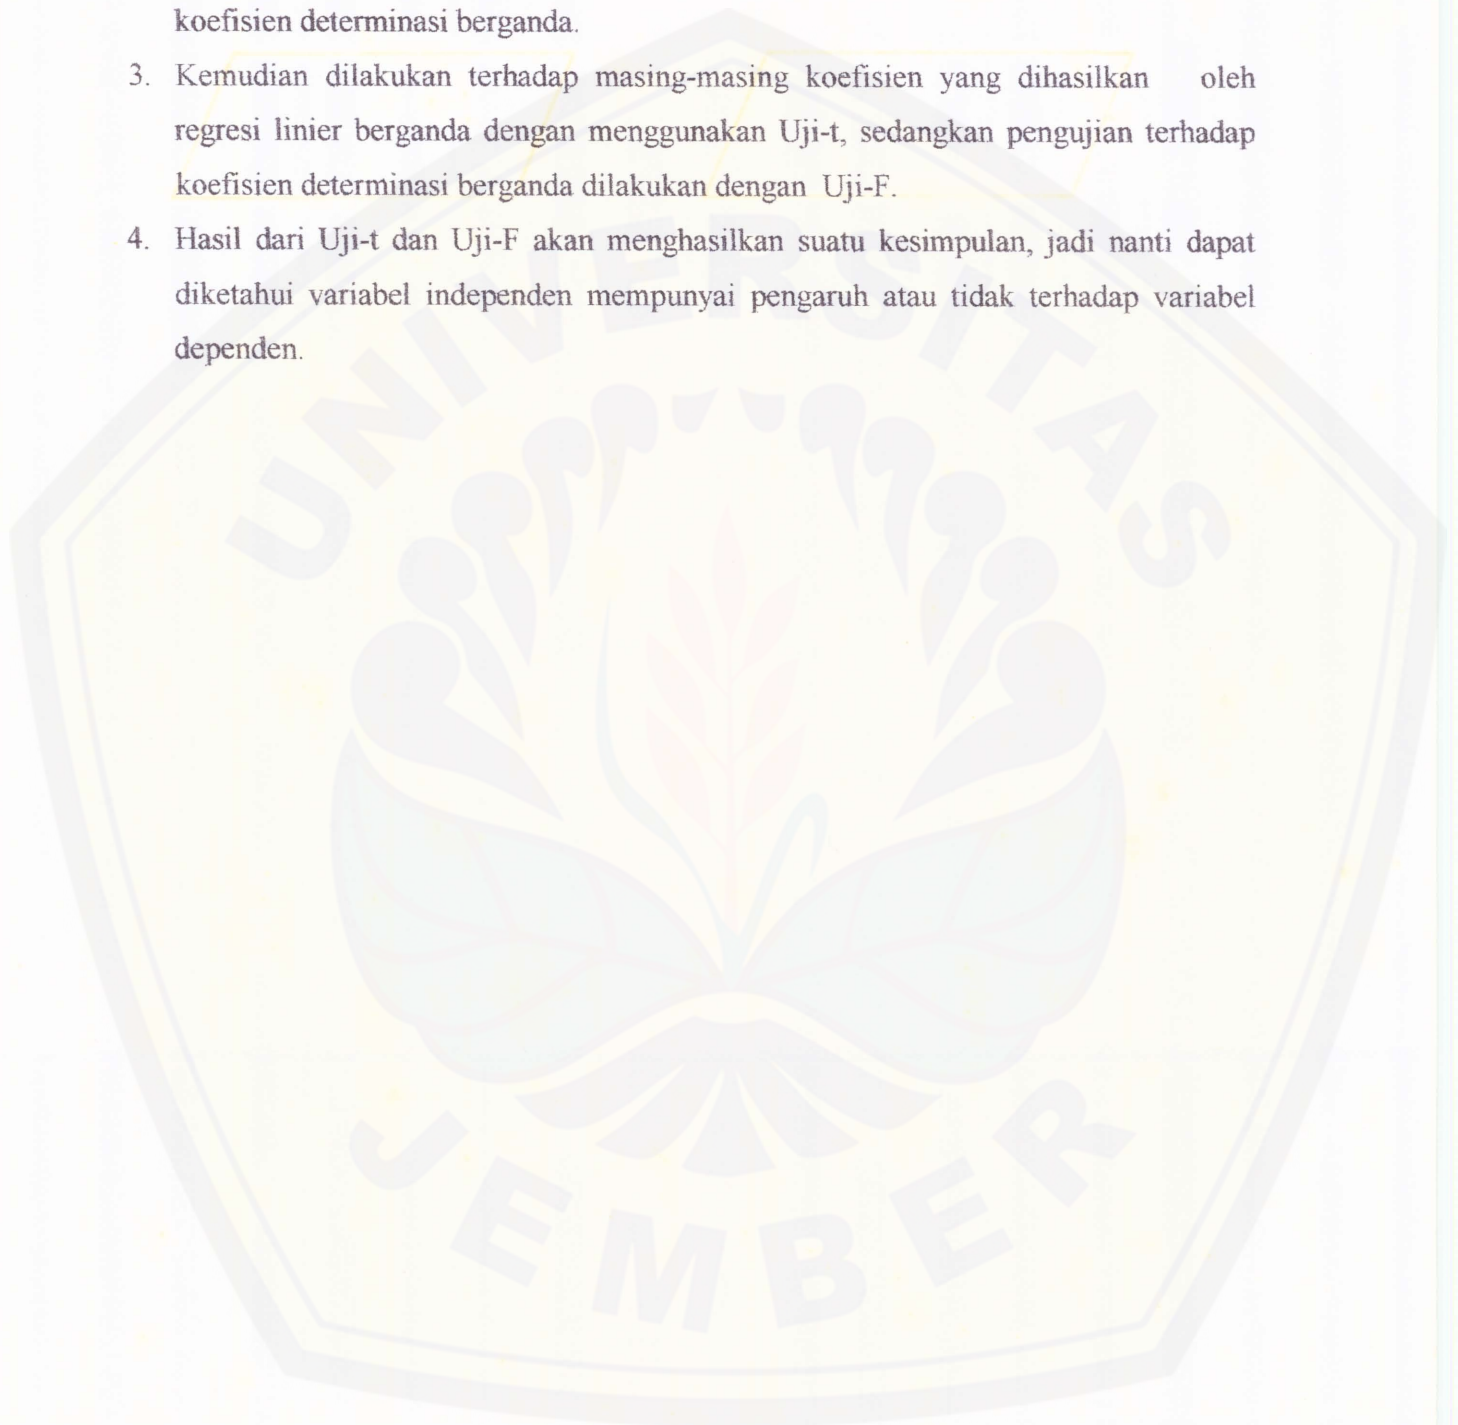 koefisien determinasi berganda.
3. Kemudian dilakukan terhadap masing-masing koefisien yang dihasilkan oleh
regresi linier berganda dengan menggunakan Uji-t, sedangkan pengujian terhadap
koefisien determinasi berganda dilakukan dengan Uji-F.
4. Hasil dari Uji-t dan Uji-F akan menghasilkan suatu kesimpulan, jadi nanti dapat
diketahui variabel independen mempunyai pengaruh atau tidak terhadap variabel
dependen.
UNIVERSITAS
JEMBER